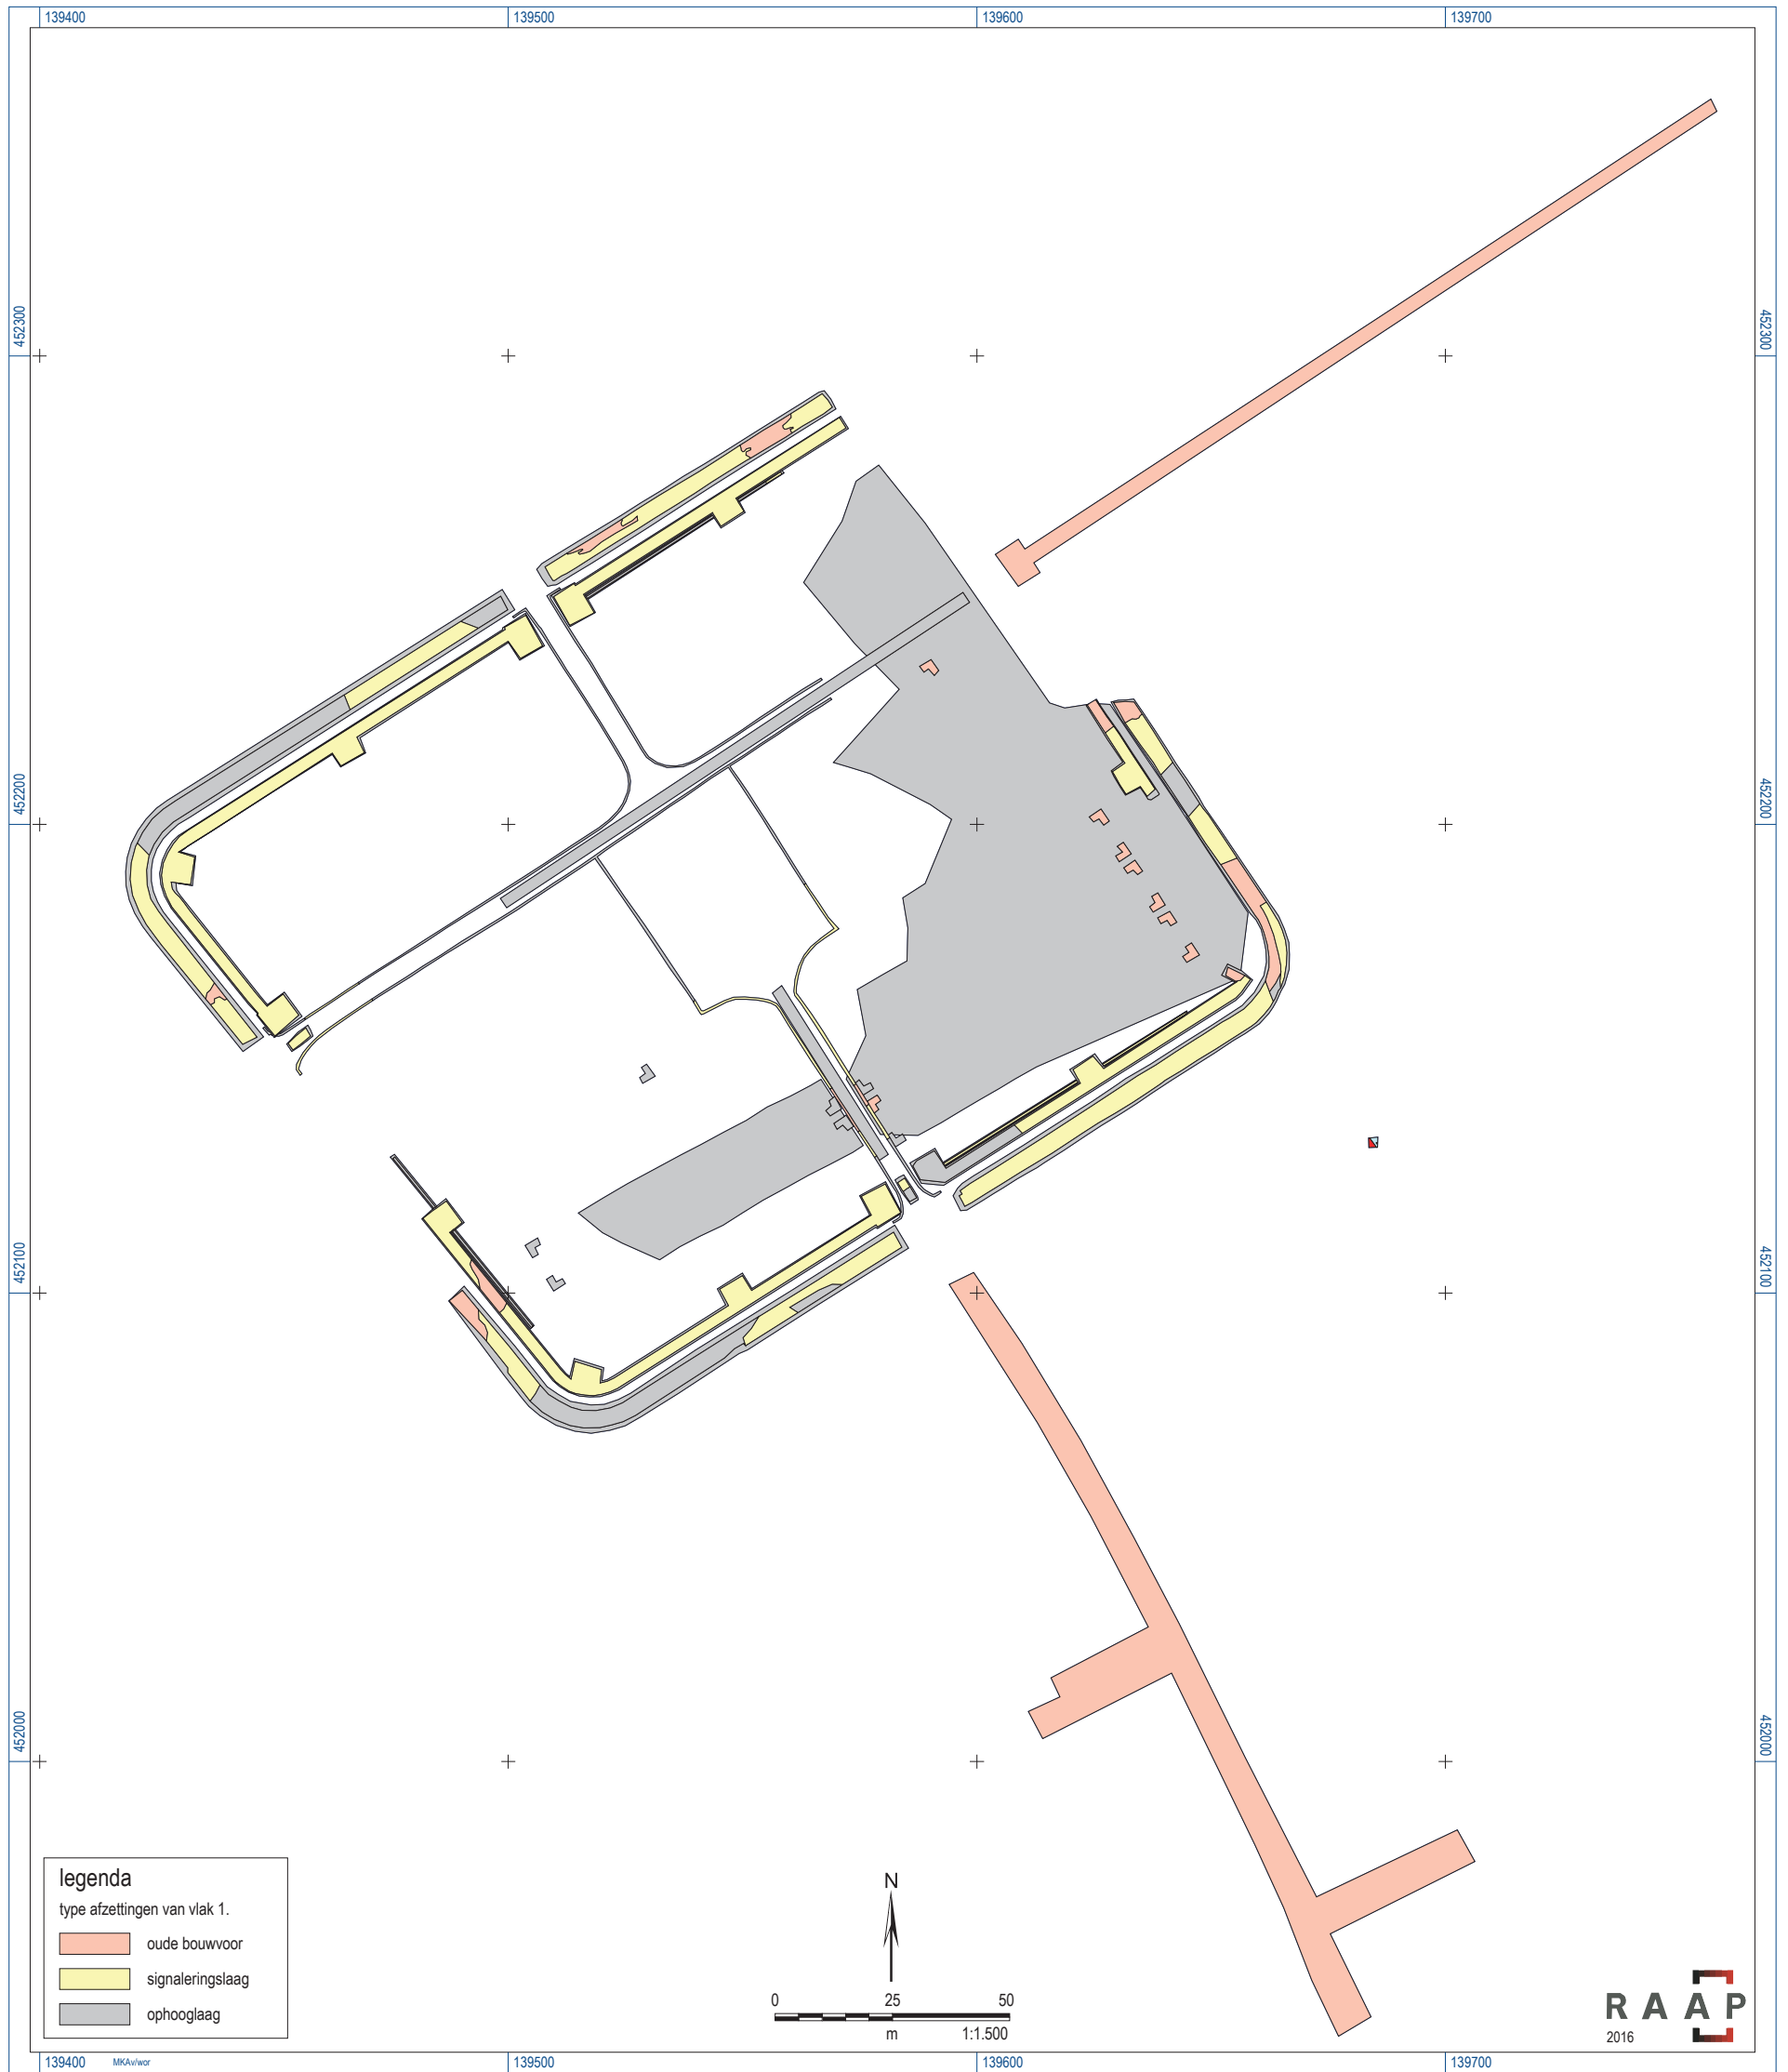 139400 139500 139600 139700
452300 452300
452200 452200
452100 452100
452000 452000
legenda
type afzettingen van vlak 1.
oude bouwvoor
signaleringslaag
ophooglaag
N
0 25 50
m 1:1.500
RAAP
2016
139400 MKAv/wor 139500 139600 139700